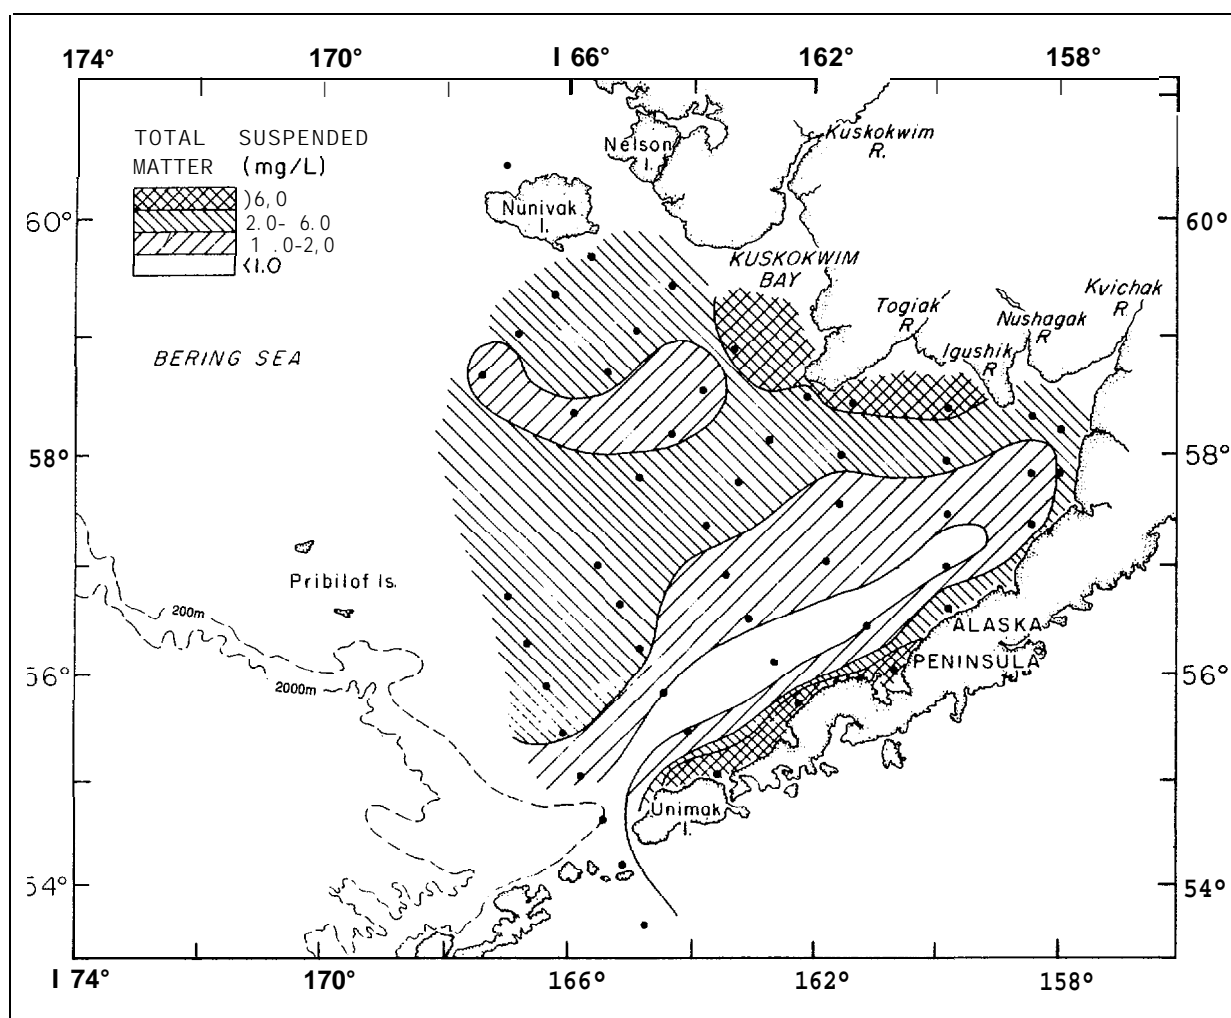 174° 170° I 66° 162° 158°
TOTAL SUSPENDED
MATTER (mg/L)
)6,0
2.0- 6.0
1 .0-2,0
<1.0
Nelson
I.
Kuskokwim
R.
Nunivak
I.
60° 60°
KUSKOKWIM
BAY
Togiak
R
Kvichak
R
Nushagak
R
Igushik
R
BERING SEA
58° 58°
Pribilof Is.
200m
2000m
ALASKA
PENINSULA
56° 56°
Unimak
I.
54° 54°
I 74° 170° 166° 162° 158°